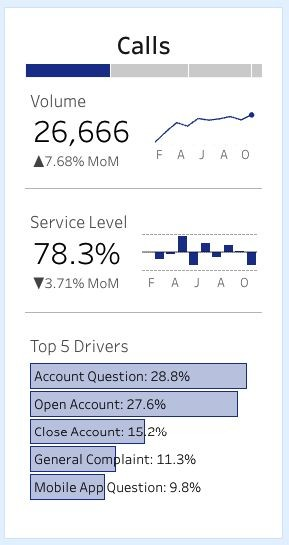 Calls
Volume
26,666
▲7.68% MoM
F A J A O
Service Level
78.3%
▼3.71% MoM
F A J A O
Top 5 Drivers
Account Question: 28.8%
Open Account: 27.6%
Close Account: 15.2%
General Complaint: 11.3%
Mobile App Question: 9.8%